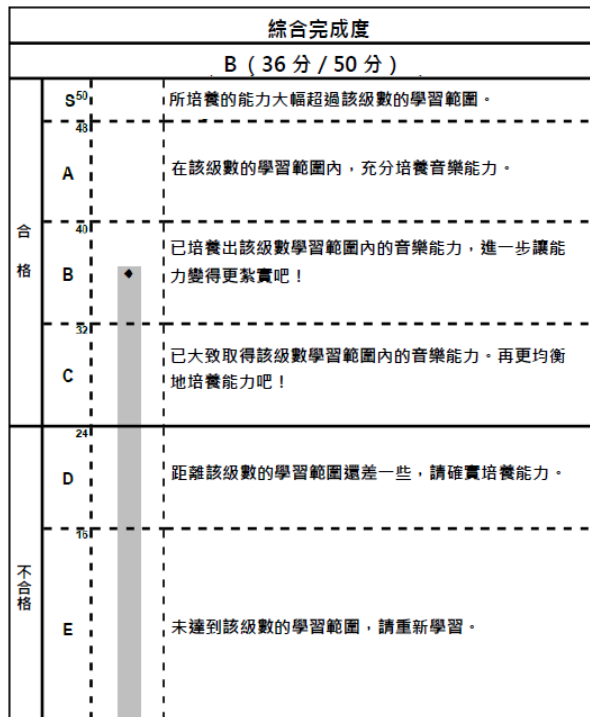 綜合完成度
B（36 分 / 50 分）
合格
S 50
所培養的能力大幅超過該級數的學習範圍。
48
A
在該級數的學習範圍內，充分培養音樂能力。
40
B
已培養出該級數學習範圍內的音樂能力，進一步讓能
力變得更紮實吧！
32
C
已大致取得該級數學習範圍內的音樂能力。再更均衡
地培養能力吧！
不合格
24
D
距離該級數的學習範圍還差一些，請確實培養能力。
16
E
未達到該級數的學習範圍，請重新學習。